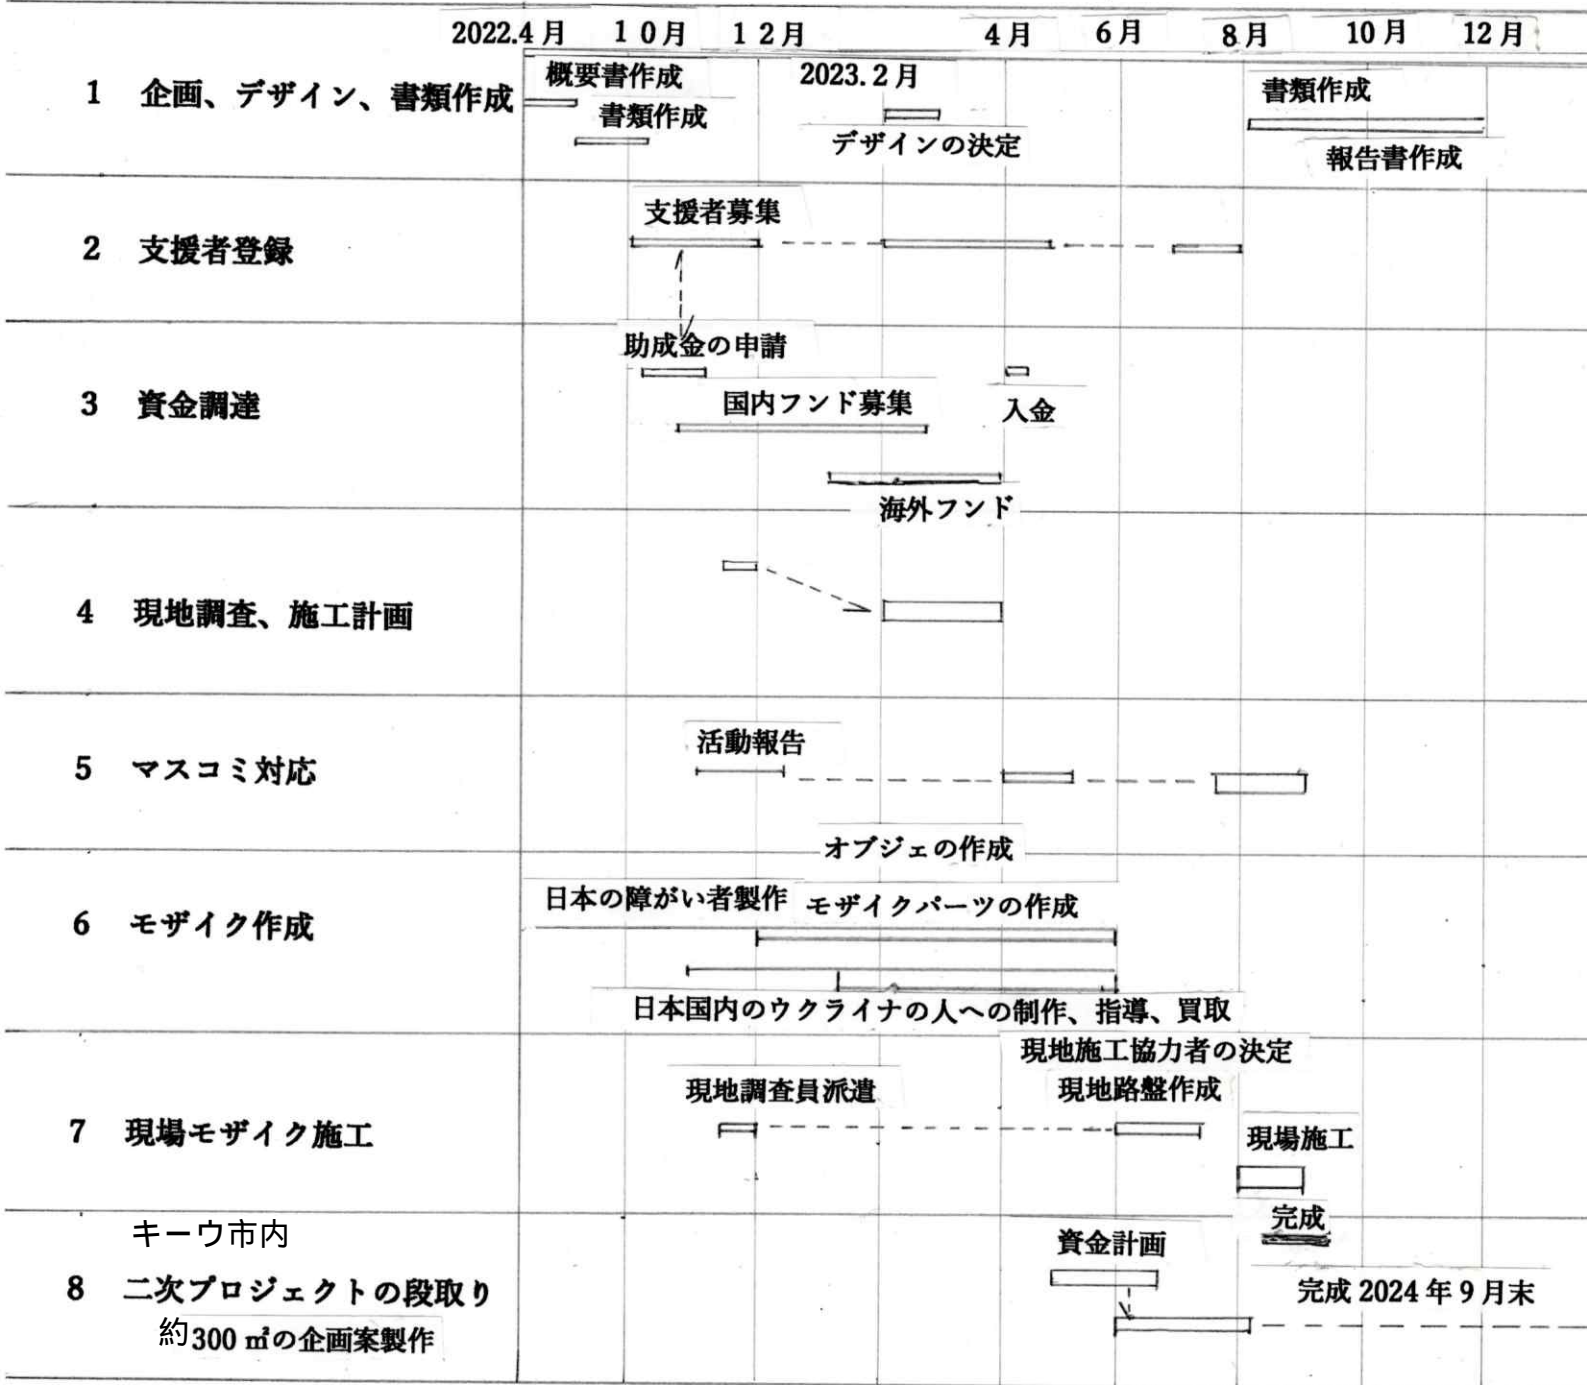 2022.4月 10月 12月 4月 6月 8月 10月 12月
2023.2月
1 企画、デザイン、書類作成
概要書作成
書類作成
デザインの決定
書類作成
報告書作成
2 支援者登録
支援者募集
3 資金調達
助成金の申請
国内フンド募集
入金
海外フンド
4 現地調査、施工計画
5 マスコミ対応
活動報告
6 モザイク作成
オブジェの作成
日本の障がい者製作 モザイクパーツの作成
日本国内のウクライナの人への制作、指導、買取
7 現場モザイク施工
現地施工協力者の決定
現地調査員派遣
現地路盤作成
現場施工
完成
キーウ市内
8 二次プロジェクトの段取り
約300㎡の企画案製作
資金計画
完成2024年9月末